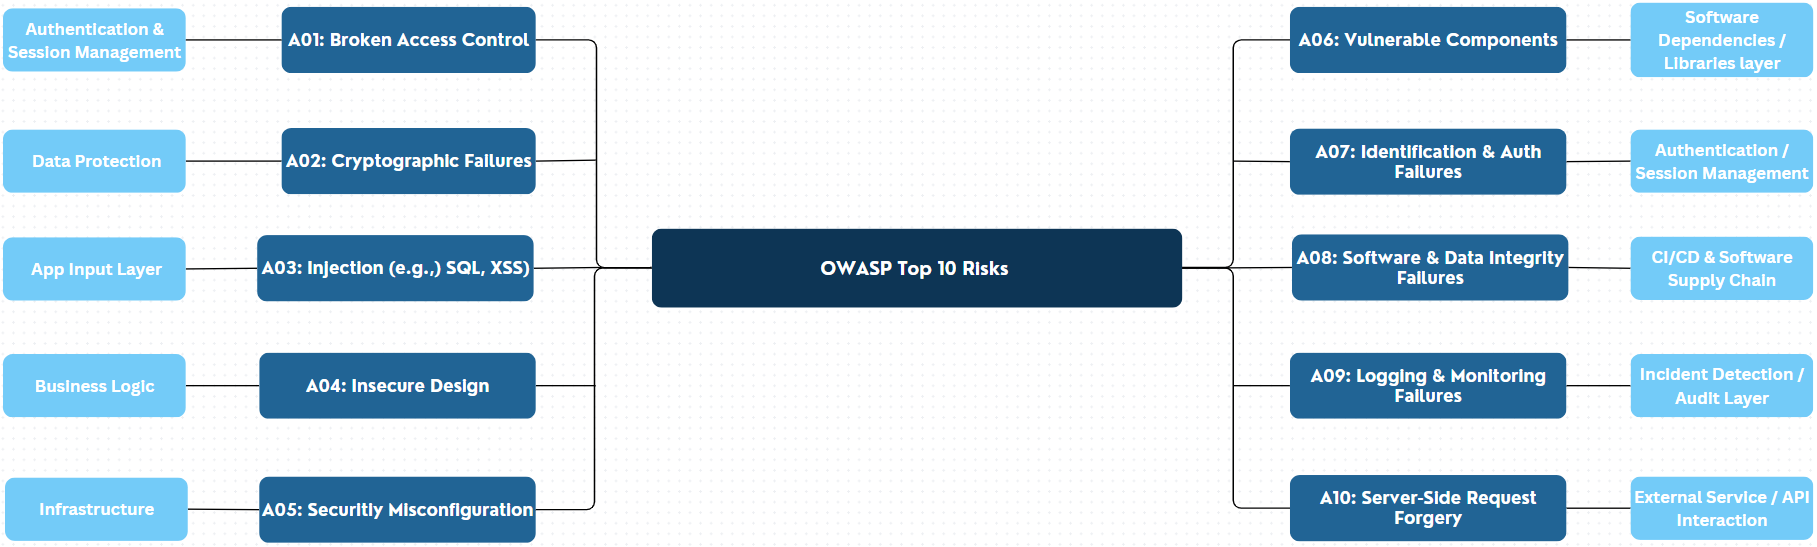 Authentication &
Session Management
A01: Broken Access Control
Data Protection
A02: Cryptographic Failures
App Input Layer
A03: Injection (e.g.,) SQL, XSS)
Business Logic
A04: Insecure Design
Infrastructure
A05: Securitiy Misconfiguration
OWASP Top 10 Risks
A06: Vulnerable Components
Software
Dependencies /
Libraries layer
A07: Identification & Auth
Failures
Authentication /
Session Management
A08: Software & Data Integrity
Failures
CI/CD & Software
Supply Chain
A09: Logging & Monitoring
Failures
Incident Detection /
Audit Layer
A10: Server-Side Request
Forgery
External Service / API
Interaction